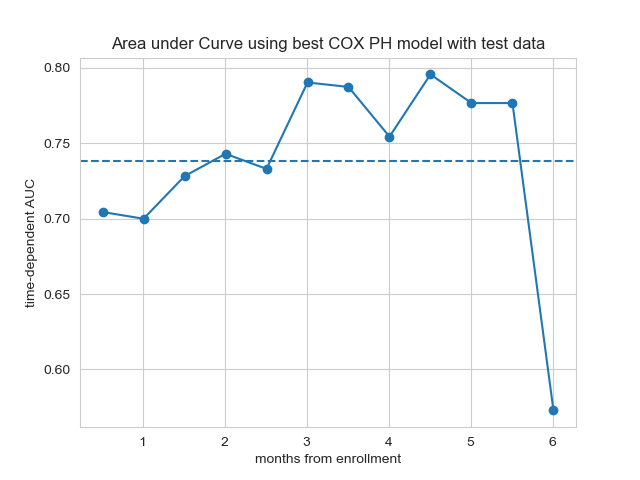 Area under Curve using best COX PH model with test data
0.80
0.75
0.70
0.65
0.60
time-dependent AUC
1 2 3 4 5 6
months from enrollment